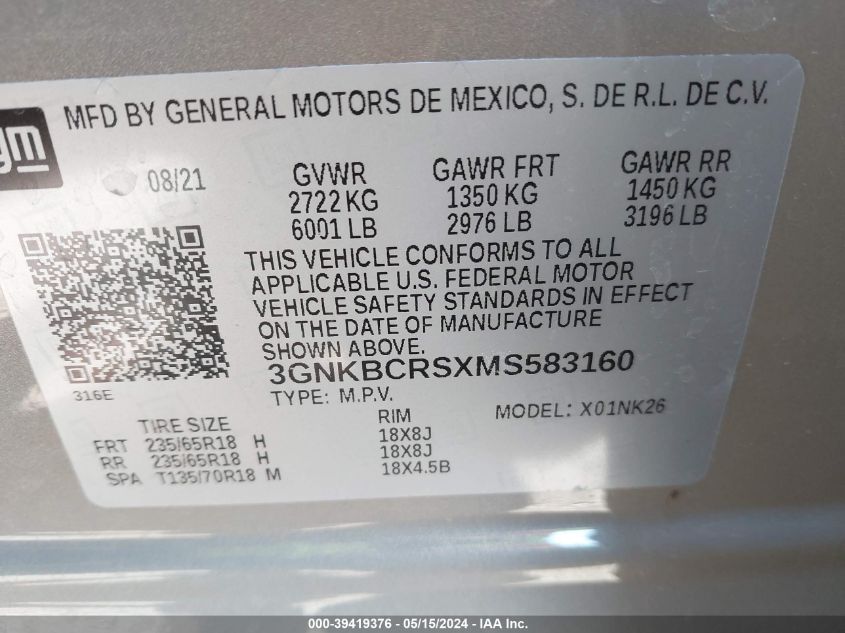 gm
MFD BY GENERAL MOTORS DE MEXICO, S. DE R.L. DE C.V.
08/21
GVWR
2722 KG
6001 LB
GAWR FRT
1350 KG
2976 LB
GAWR RR
1450 KG
3196 LB
THIS VEHICLE CONFORMS TO ALL
APPLICABLE U.S. FEDERAL MOTOR
VEHICLE SAFETY STANDARDS IN EFFECT
ON THE DATE OF MANUFACTURE
SHOWN ABOVE.
3GNKBCRSXMS583160
316E
TYPE: M.P.V.
MODEL: X01NK26
TIRE SIZE RIM
FRT 235/65R18 H 18X8J
RR 235/65R18 H 18X8J
SPA T135/70R18 M 18X4.5B
000-39419376 - 05/15/2024 - IAA Inc.